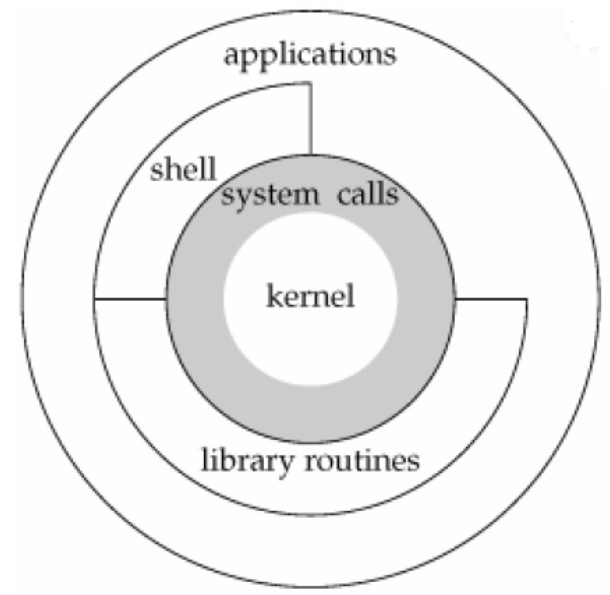 applications
shell
system calls
kernel
library routines